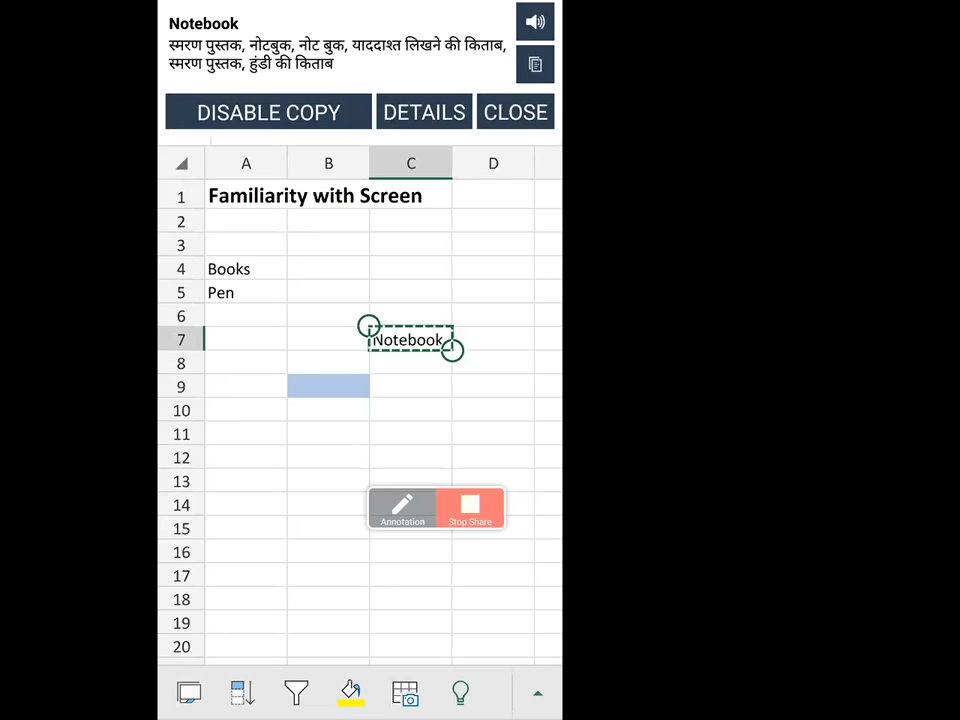 Notebook
स्मरण पुस्तक, नोटबुक, नोट बुक, याददाश्त लिखने की किताब,
स्मरण पुस्तक, हुंडी की किताब
DISABLE COPY DETAILS CLOSE
A B C D
1 Familiarity with Screen
2
3
4 Books
5 Pen
6
7 Notebook
8
9
10
11
12
13
14
15
16
17
18
19
20
Annotation Stop Share